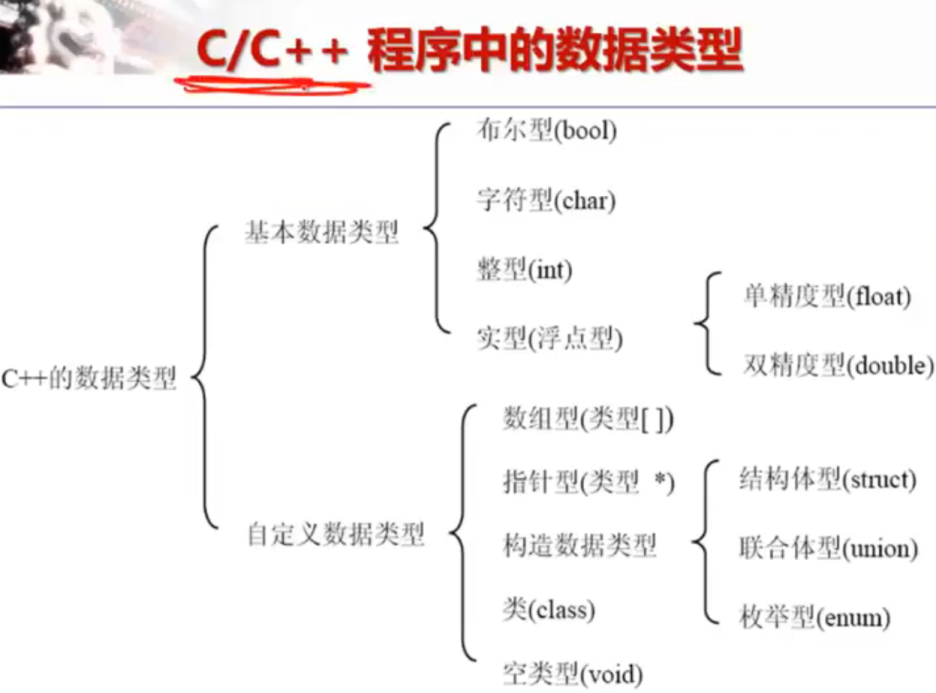 C/C++ 程序中的数据类型
布尔型(bool)
字符型(char)
基本数据类型
整型(int)
单精度型(float)
实型(浮点型)
双精度型(double)
C++的数据类型
数组型(类型[ ])
指针型(类型 *)
结构体型(struct)
自定义数据类型
构造数据类型
联合体型(union)
类(class)
枚举型(enum)
空类型(void)